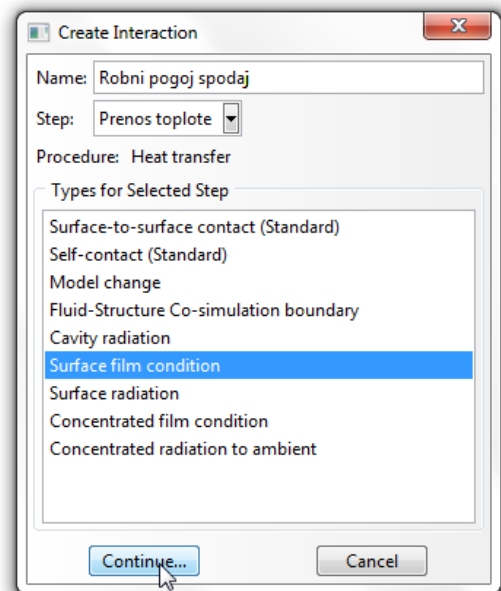 Create Interaction
Name: Robni pogoj spodaj
Step: Prenos toplote
Procedure: Heat transfer
Types for Selected Step
Surface-to-surface contact (Standard)
Self-contact (Standard)
Model change
Fluid-Structure Co-simulation boundary
Cavity radiation
Surface film condition
Surface radiation
Concentrated film condition
Concentrated radiation to ambient
Continue... Cancel